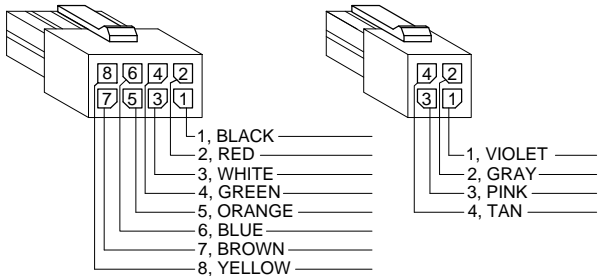 8 6 4 2
7 5 3 1
1, BLACK
2, RED
3, WHITE
4, GREEN
5, ORANGE
6, BLUE
7, BROWN
8, YELLOW
4 2
3 1
1, VIOLET
2, GRAY
3, PINK
4, TAN